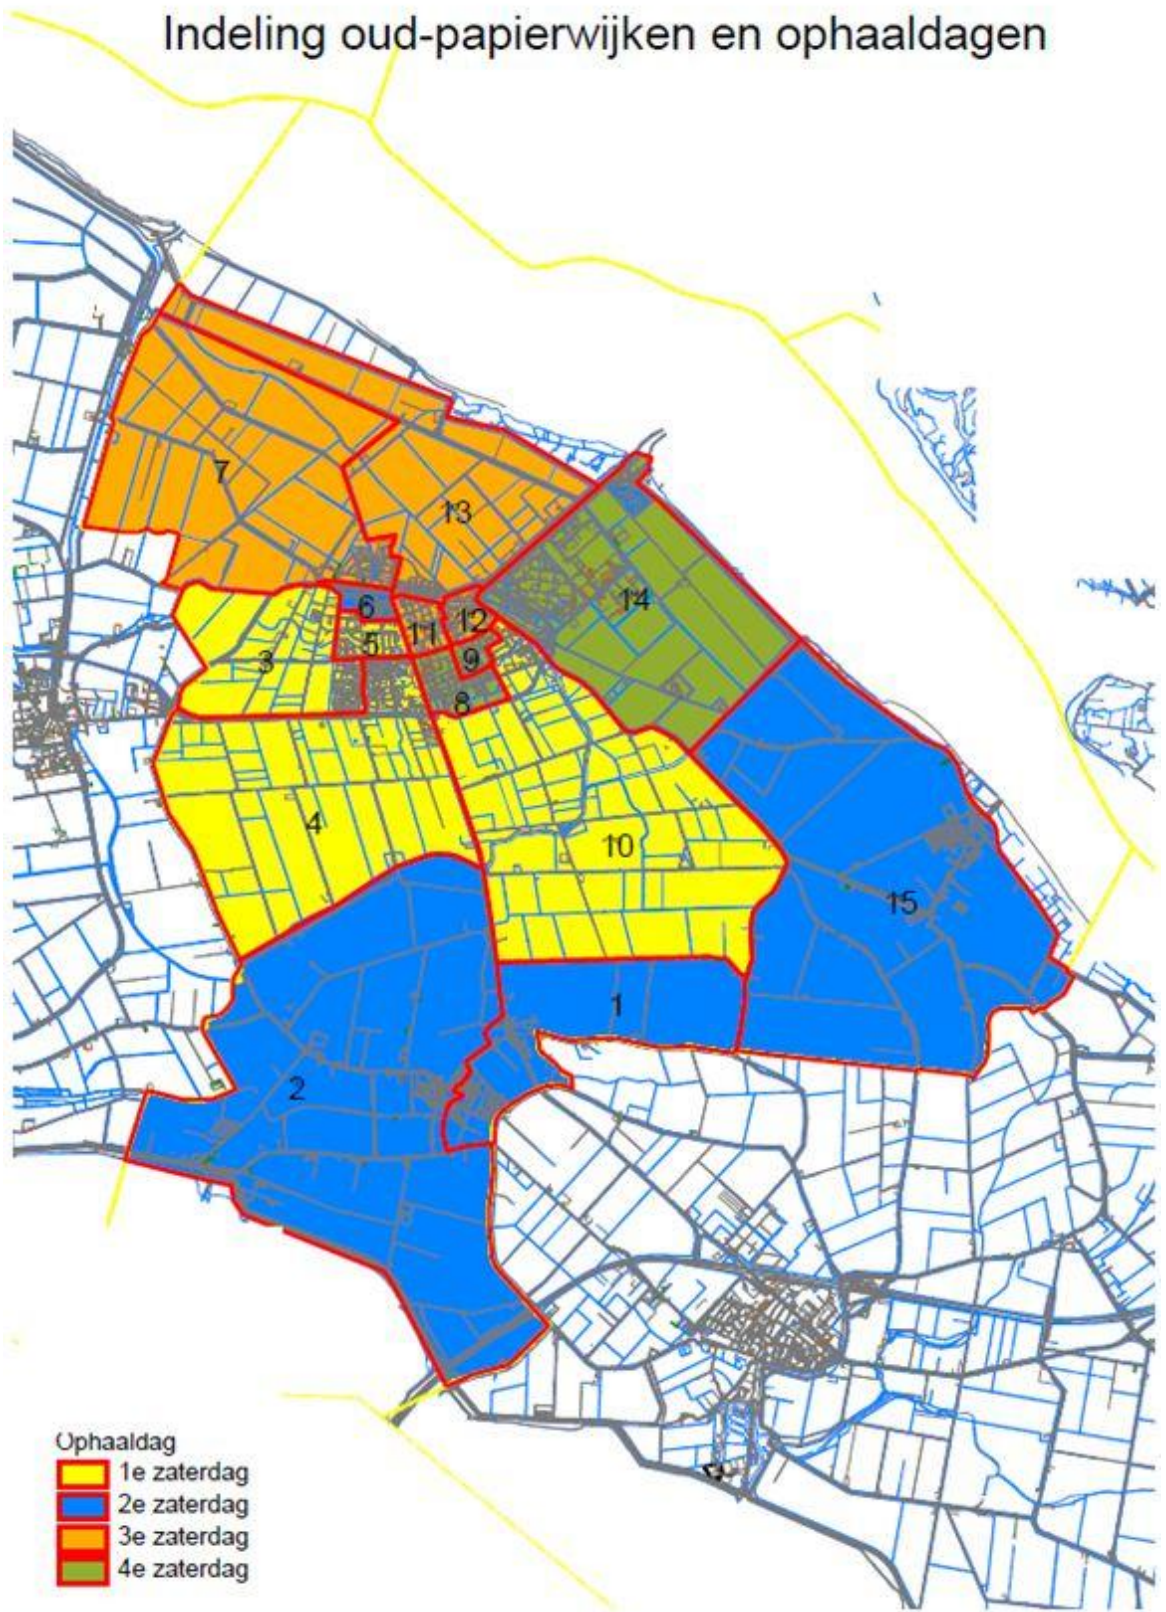 Indeling oud-papierwijken en ophaaldagen
7
13
14
6
12
11
5
3
9
8
4
10
15
1
2
Ophaaldag
1e zaterdag
2e zaterdag
3e zaterdag
4e zaterdag